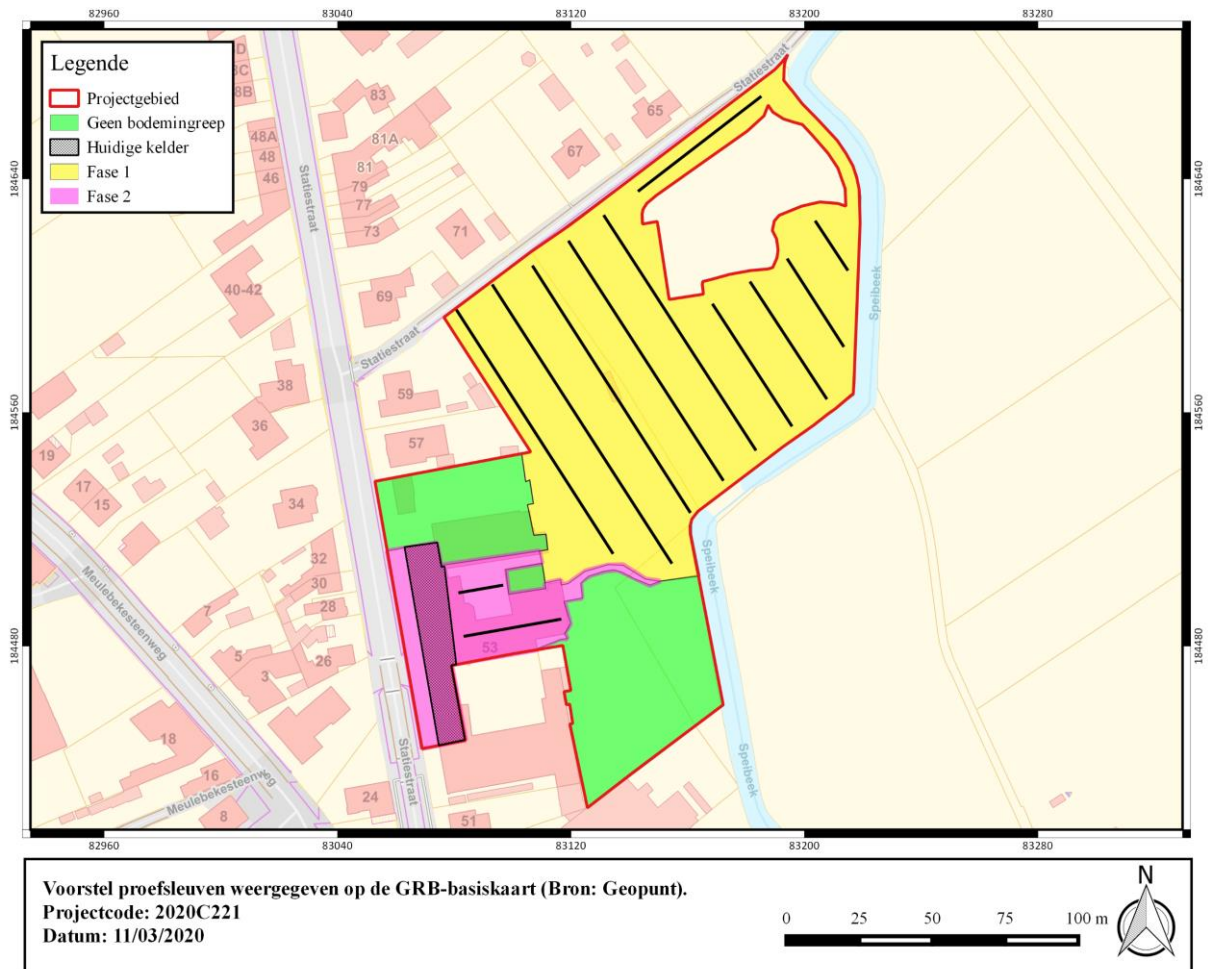 82960
83040
83120
83200
83280
Legende
Projectgebied
Geen bodemingreep
Huidige kelder
Fase 1
Fase 2
D
3C
8B
48A
48
46
83
81A
81
79
77
73
65
67
71
69
Statiestraat
Statiestraat
Statiestraat
184640
184640
40-42
Speibeek
38
36
59
57
184560
184560
19
17
15
34
32
30
28
26
Meulebekesteenweg
7
5
3
Speibeek
184480
184480
53
18
16
8
Meulebekesteenweg
24
51
Statiestraat
Speibeek
82960
83040
83120
83200
83280
Voorstel proefsleuven weergegeven op de GRB-basiskaart (Bron: Geopunt).
Projectcode: 2020C221
Datum: 11/03/2020
0
25
50
75
100 m
N